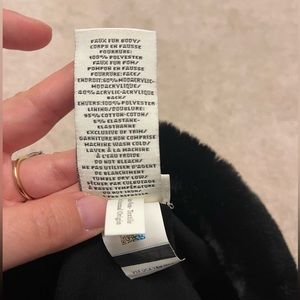 FAUX FUR BODY/
CORPS EN FAUSSE
FOURRURE:
100% POLYESTER
FAUX FUR POM/
POMPON EN FAUSSE
FOURRURE: FACE/
ENDROIT:60% MODACRYLIC-
MODACRYLIQUE/
40% ACRYLIC-ACRYLIQUE
BACK/
ENVERS:100% POLYESTER
LINING/DOUBLURE:
95% COTTON-COTON/
5% ELASTANE-
ELASTHANNE
EXCLUSIVE OF TRIM/
GARNITURE NON COMPRISE
MACHINE WASH COLD/
LAVER À LA MACHINE
À L'EAU FROIDE
DO NOT BLEACH/
NE PAS UTILISER D'AGENT
DE BLANCHIMENT
TUMBLE DRY LOW/
SÉCHER PAR CULBUTAGE
À BASSE TEMPÉRATURE
DO NOT